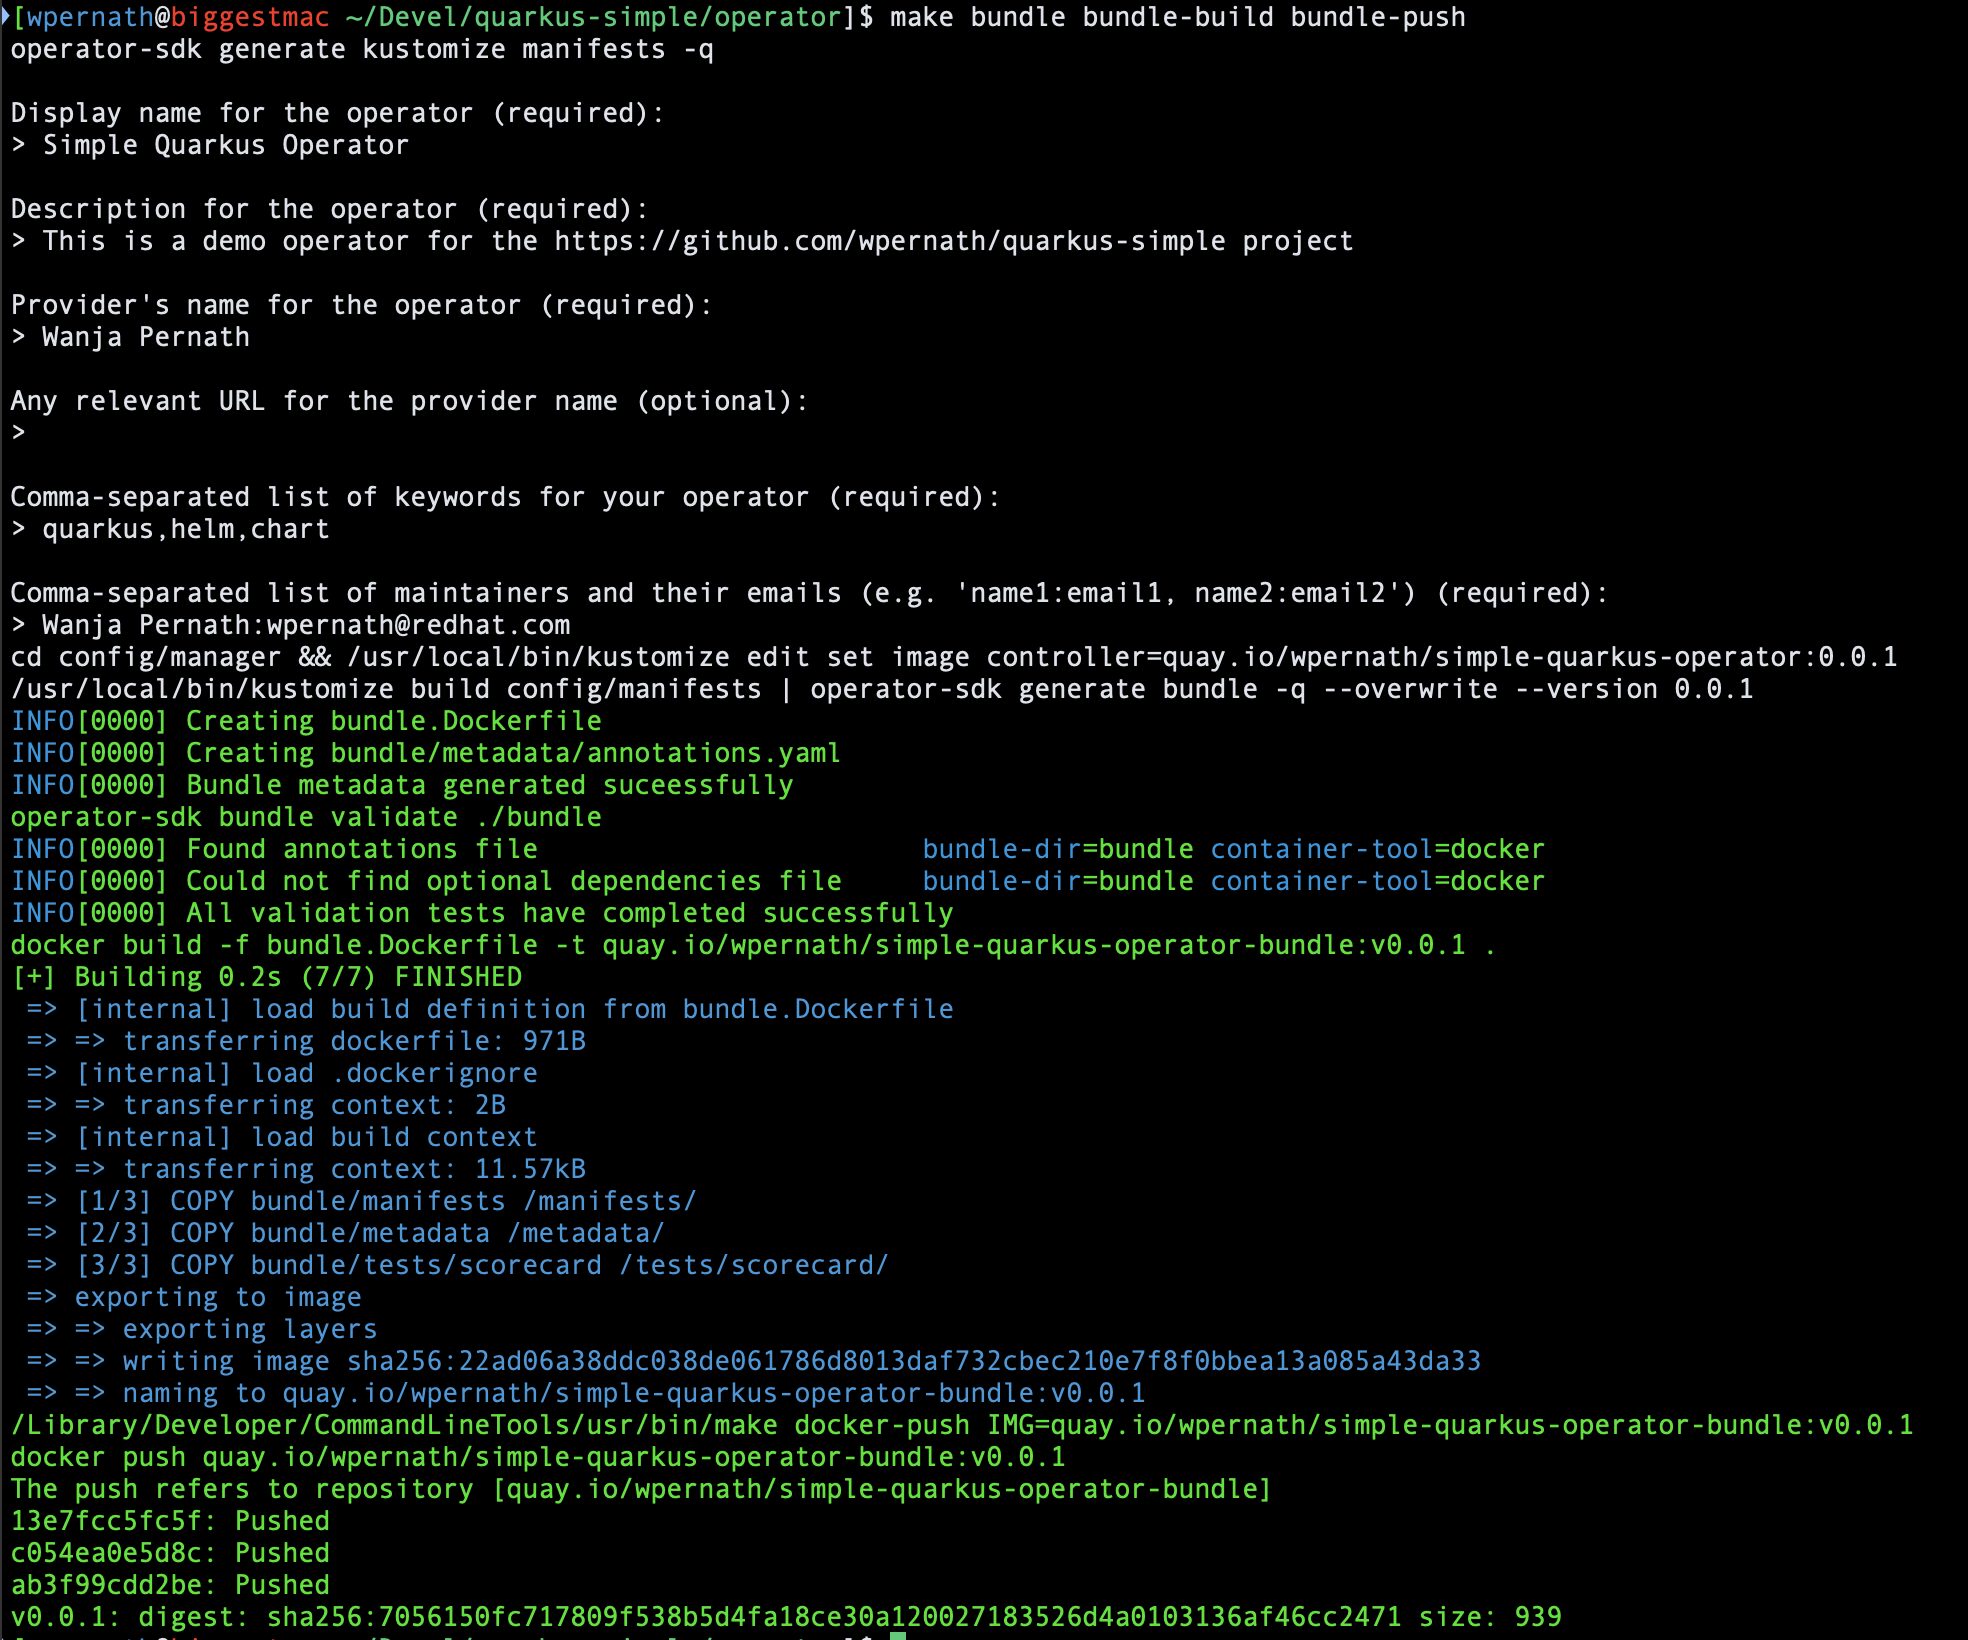 [wpernath@biggestmac ~/Devel/quarkus-simple/operator]$ make bundle bundle-build bundle-push
operator-sdk generate kustomize manifests -q
Display name for the operator (required):
> Simple Quarkus Operator
Description for the operator (required):
> This is a demo operator for the https://github.com/wpernath/quarkus-simple project
Provider's name for the operator (required):
> Wanja Pernath
Any relevant URL for the provider name (optional):
>
Comma-separated list of keywords for your operator (required):
> quarkus,helm,chart
Comma-separated list of maintainers and their emails (e.g. 'name1:email1, name2:email2') (required):
> Wanja Pernath:wpernath@redhat.com
cd config/manager && /usr/local/bin/kustomize edit set image controller=quay.io/wpernath/simple-quarkus-operator:0.0.1
/usr/local/bin/kustomize build config/manifests | operator-sdk generate bundle -q --overwrite --version 0.0.1
INFO[0000] Creating bundle.Dockerfile
INFO[0000] Creating bundle/metadata/annotations.yaml
INFO[0000] Bundle metadata generated suceessfully
operator-sdk bundle validate ./bundle
INFO[0000] Found annotations file bundle-dir=bundle container-tool=docker
INFO[0000] Could not find optional dependencies file bundle-dir=bundle container-tool=docker
INFO[0000] All validation tests have completed successfully
docker build -f bundle.Dockerfile -t quay.io/wpernath/simple-quarkus-operator-bundle:v0.0.1 .
[+] Building 0.2s (7/7) FINISHED
=> [internal] load build definition from bundle.Dockerfile
=> => transferring dockerfile: 971B
=> [internal] load .dockerignore
=> => transferring context: 2B
=> [internal] load build context
=> => transferring context: 11.57kB
=> [1/3] COPY bundle/manifests /manifests/
=> [2/3] COPY bundle/metadata /metadata/
=> [3/3] COPY bundle/tests/scorecard /tests/scorecard/
=> exporting to image
=> => exporting layers
=> => writing image sha256:22ad06a38ddc038de061786d8013daf732cbec210e7f8f0bbea13a085a43da33
=> => naming to quay.io/wpernath/simple-quarkus-operator-bundle:v0.0.1
/Library/Developer/CommandLineTools/usr/bin/make docker-push IMG=quay.io/wpernath/simple-quarkus-operator-bundle:v0.0.1
docker push quay.io/wpernath/simple-quarkus-operator-bundle:v0.0.1
The push refers to repository [quay.io/wpernath/simple-quarkus-operator-bundle]
13e7fcc5fc5f: Pushed
c054ea0e5d8c: Pushed
ab3f99cdd2be: Pushed
v0.0.1: digest: sha256:7056150fc717809f538b5d4fa18ce30a120027183526d4a0103136af46cc2471 size: 939